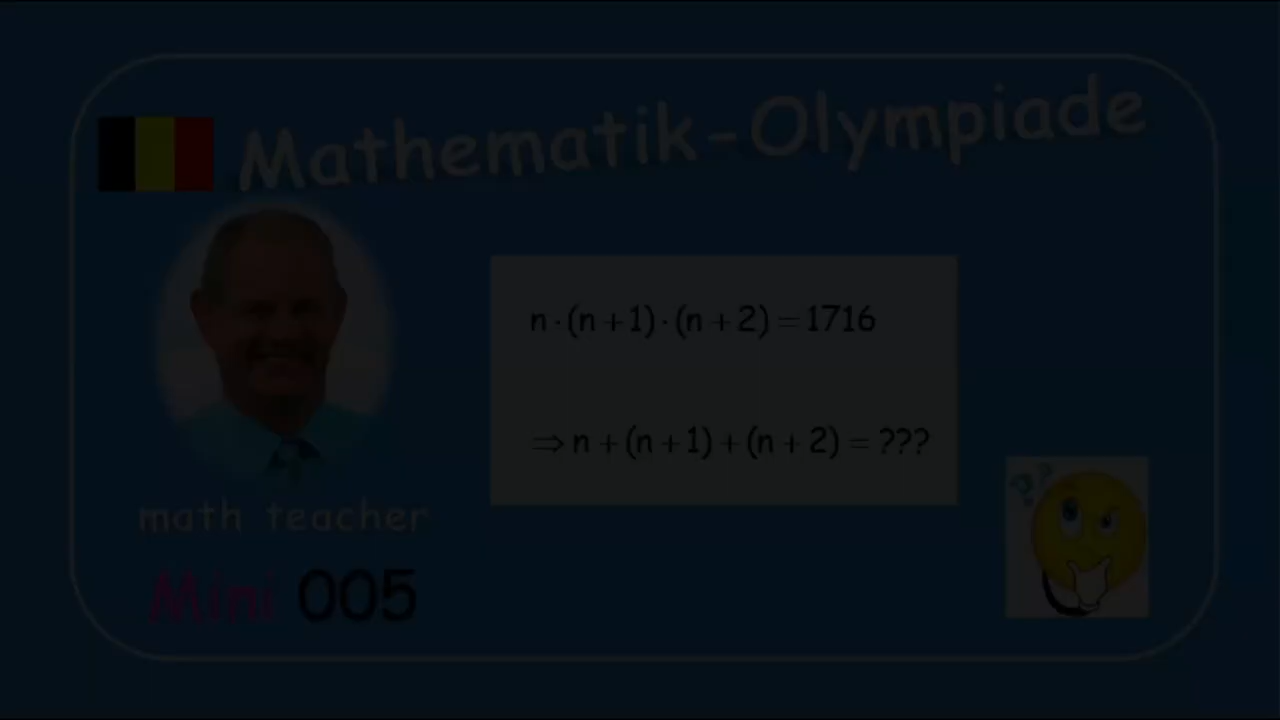 Mathematik-Olympiade
n·(n+1)·(n+2)=1716
⇒n+(n+1)+(n+2)=???
math teacher
Mini 005
??